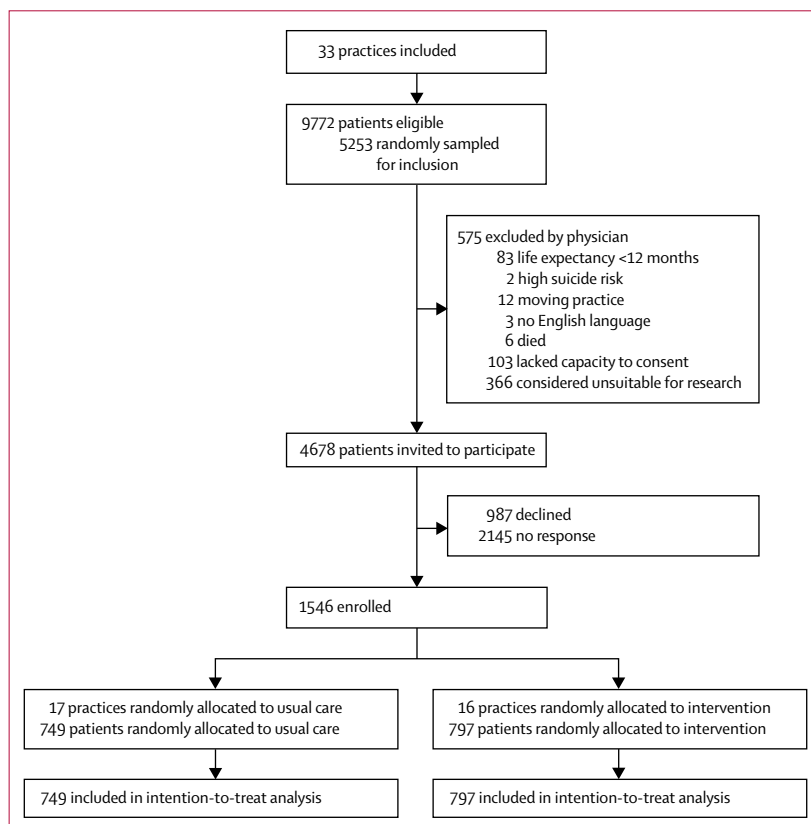 33 practices included
9772 patients eligible
5253 randomly sampled
for inclusion
575 excluded by physician
83 life expectancy <12 months
2 high suicide risk
12 moving practice
3 no English language
6 died
103 lacked capacity to consent
366 considered unsuitable for research
4678 patients invited to participate
987 declined
2145 no response
1546 enrolled
17 practices randomly allocated to usual care
749 patients randomly allocated to usual care
16 practices randomly allocated to intervention
797 patients randomly allocated to intervention
749 included in intention-to-treat analysis
797 included in intention-to-treat analysis